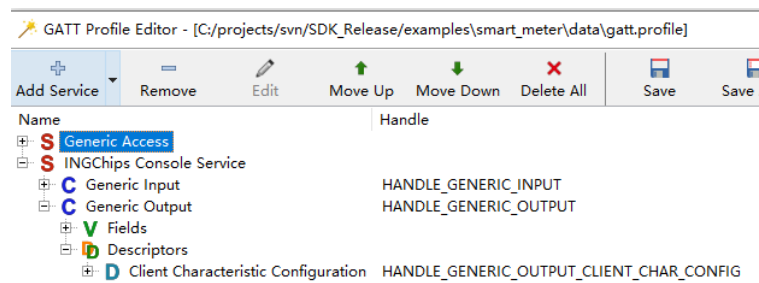 GATT Profile Editor - [C:/projects/svn/SDK_Release/examples\smart_meter\data\gatt.profile]
Add Service Remove Edit Move Up Move Down Delete All Save Save
Name Handle
S Generic Access
S INGChips Console Service
C Generic Input HANDLE_GENERIC_INPUT
C Generic Output HANDLE_GENERIC_OUTPUT
V Fields
D Descriptors
D Client Characteristic Configuration HANDLE_GENERIC_OUTPUT_CLIENT_CHAR_CONFIG